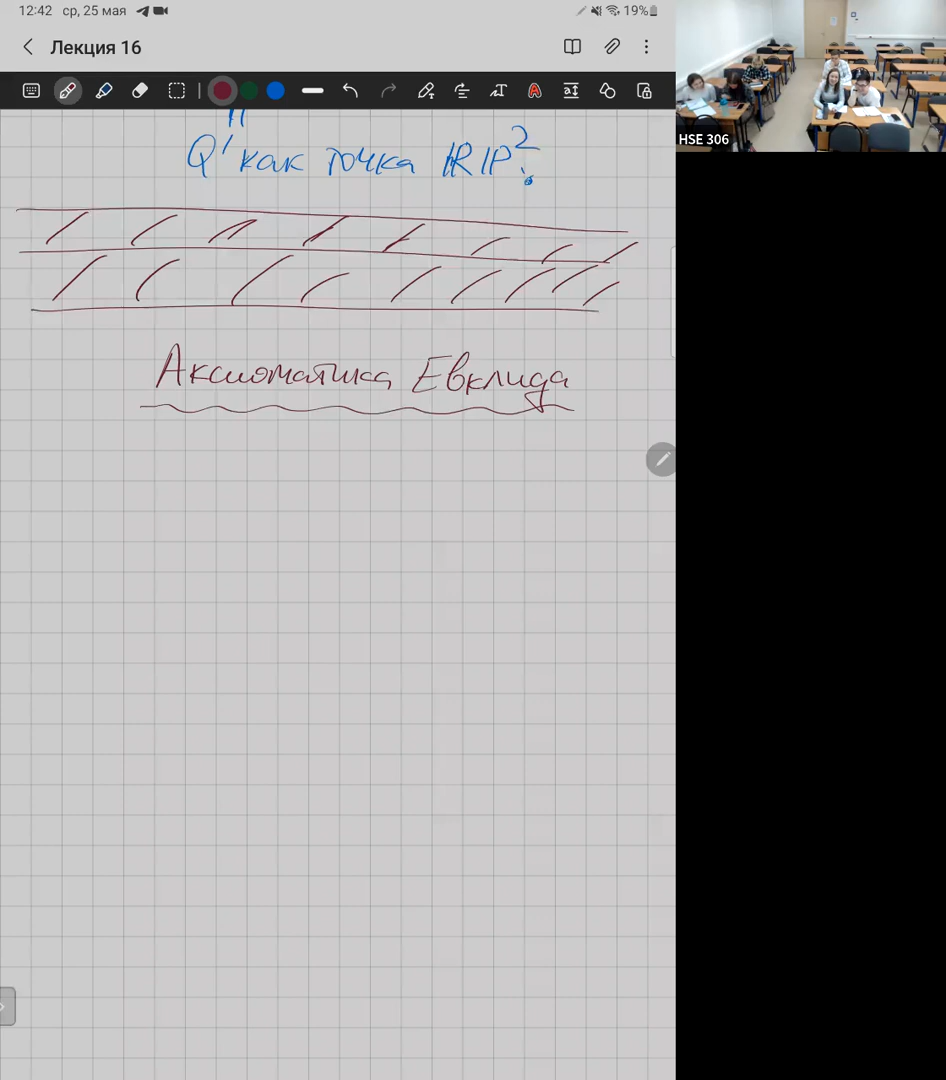 12:42 ср, 25 мая 19%
Лекция 16
HSE 306
Q' как точка ℝℙ²:
Аксиоматика Евклида